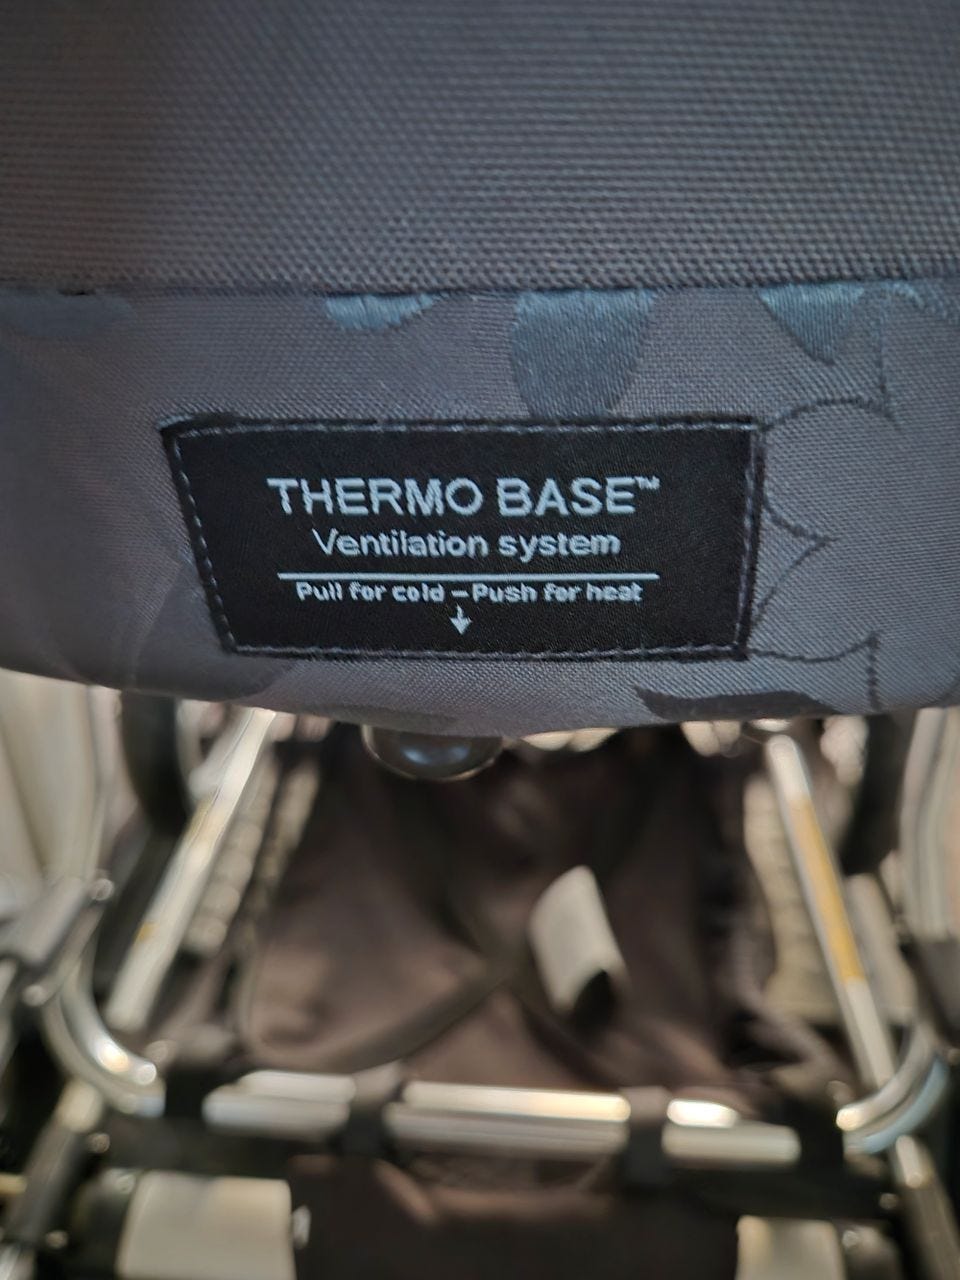 THERMO BASE™
Ventilation system
Pull for cold – Push for heat